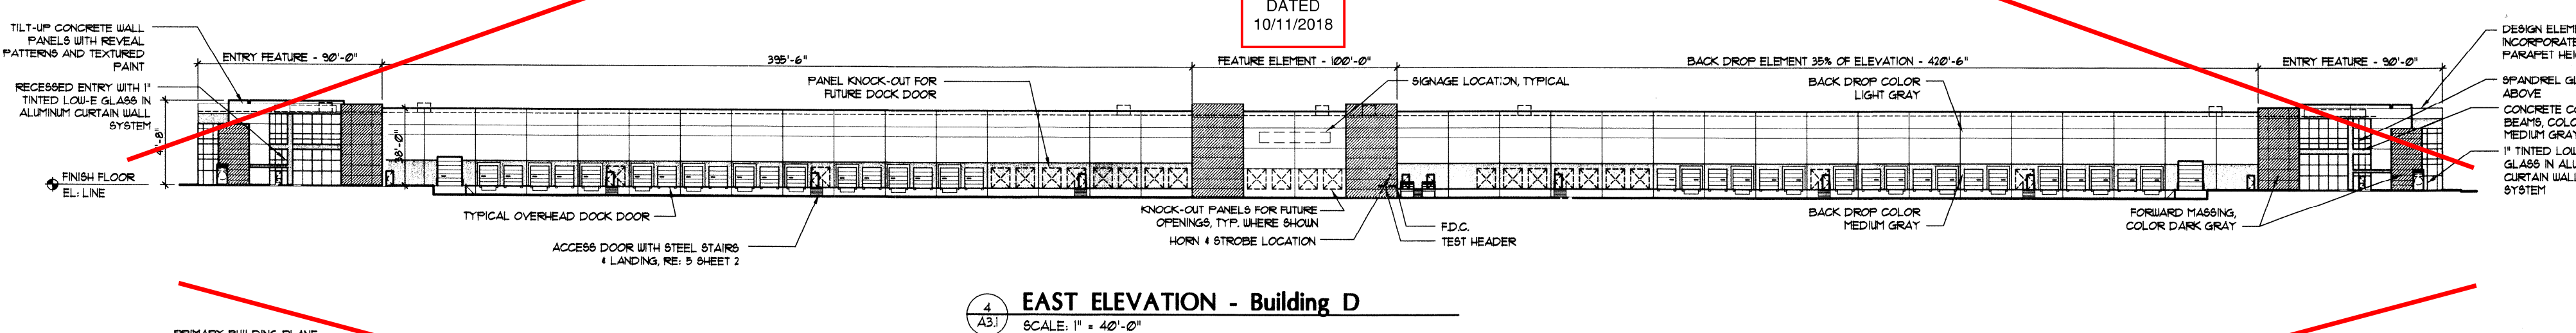 DATED
10/11/2018
TILT-UP CONCRETE WALL
PANELS WITH REVEAL
PATTERNS AND TEXTURED
PAINT
RECESSED ENTRY WITH 1"
TINTED LOW-E GLASS IN
ALUMINUM CURTAIN WALL
SYSTEM
ENTRY FEATURE - 90'-0"
395'-6"
FEATURE ELEMENT - 100'-0"
BACK DROP ELEMENT 35% OF ELEVATION - 420'-6"
ENTRY FEATURE - 90'-0"
PANEL KNOCK-OUT FOR
FUTURE DOCK DOOR
SIGNAGE LOCATION, TYPICAL
BACK DROP COLOR
LIGHT GRAY
DESIGN
INCORPORATE
PARAPET
SPANDREL
ABOVE
CONCRETE
BEAMS,
MEDIUM GRAY
1" TINTED
GLASS IN
CURTAIN WALL
SYSTEM
38'-0"
FINISH FLOOR
EL: LINE
TYPICAL OVERHEAD DOCK DOOR
ACCESS DOOR WITH STEEL STAIRS
& LANDING, RE: 5 SHEET 2
KNOCK-OUT PANELS FOR FUTURE
OPENINGS, TYP. WHERE SHOWN
HORN & STROBE LOCATION
F.D.C.
TEST HEADER
BACK DROP COLOR
MEDIUM GRAY
FORWARD MASSING,
COLOR DARK GRAY
4
A3.1
EAST ELEVATION - Building D
SCALE: 1" = 40'-0"
PRIMARY BUILDING PLANE